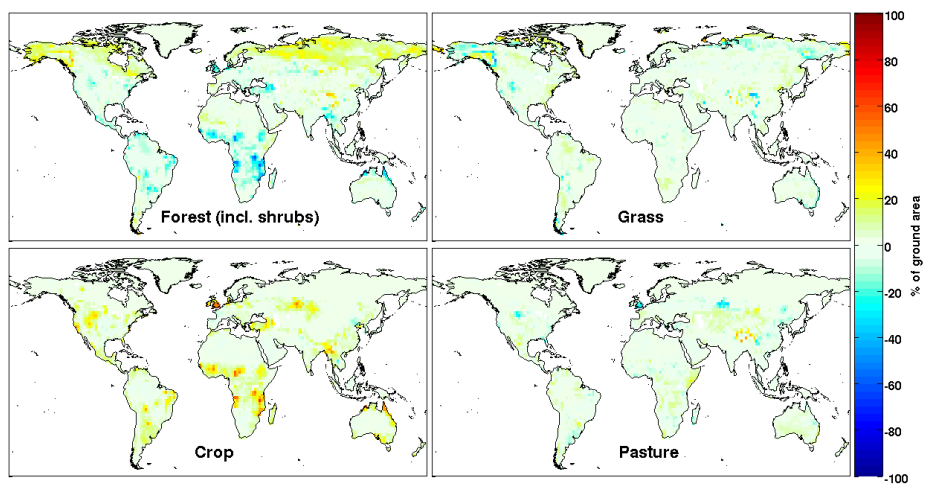 Forest (incl. shrubs)
Grass
Crop
Pasture
100
80
60
40
20
0
-20
-40
-60
-80
-100
% of ground area